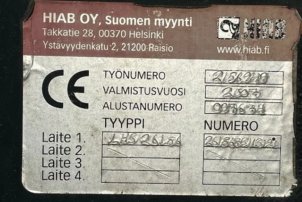 HIAB OY, Suomen myynti
Takkatie 28, 00370 Helsinki
Ystävyydenkatu 2, 21200 Raisio
HIAB
www.hiab.fi
CE
TYÖNUMERO
VALMISTUSVUOSI
ALUSTANUMERO
TYYPPI NUMERO
Laite 1.
Laite 2.
Laite 3.
Laite 4.